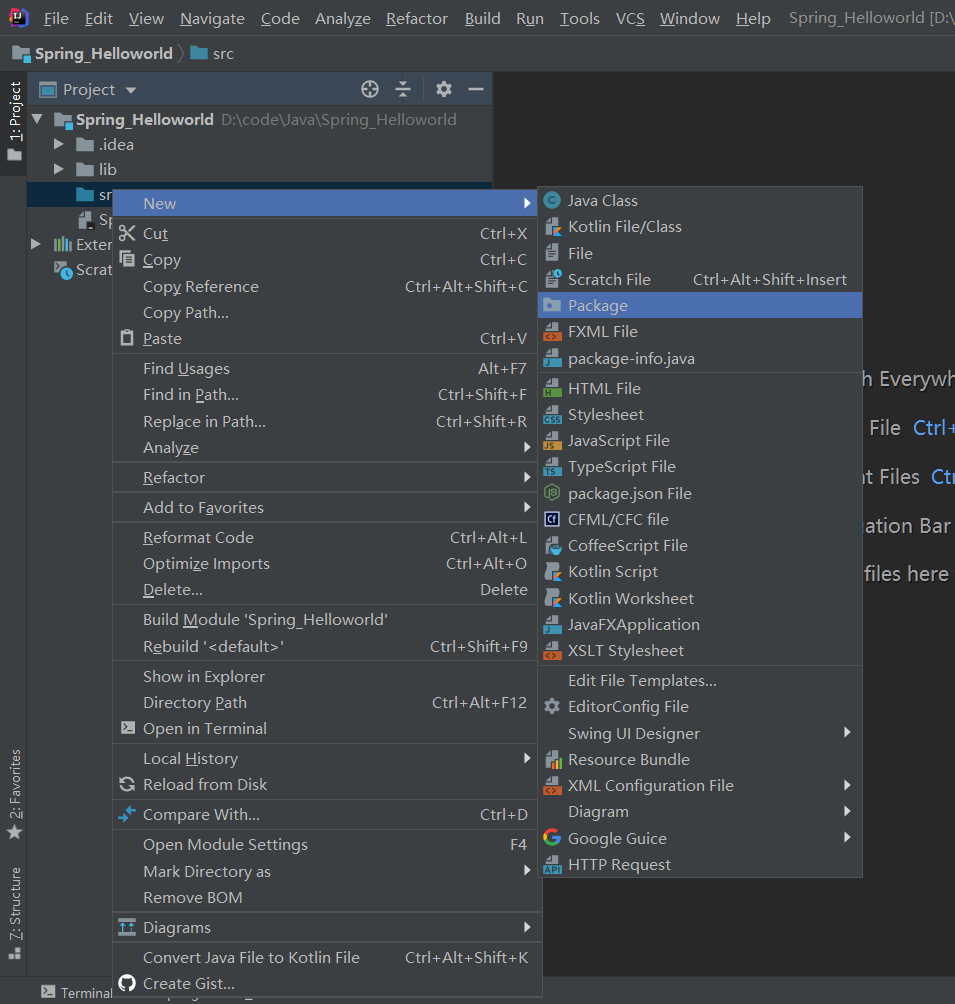 File Edit View Navigate Code Analyze Refactor Build Run Tools VCS Window Help Spring_Helloworld [D:\
Spring_Helloworld src
1: Project
Project
Spring_Helloworld D:\code\Java\Spring_Helloworld
.idea
lib
sr
Sp
Exter
Scrat
New
Cut Ctrl+X
Copy Ctrl+C
Copy Reference Ctrl+Alt+Shift+C
Copy Path...
Paste Ctrl+V
Find Usages Alt+F7
Find in Path... Ctrl+Shift+F
Replace in Path... Ctrl+Shift+R
Analyze
Refactor
Add to Favorites
Reformat Code Ctrl+Alt+L
Optimize Imports Ctrl+Alt+O
Delete... Delete
Build Module 'Spring_Helloworld'
Rebuild '<default>' Ctrl+Shift+F9
Show in Explorer
Directory Path Ctrl+Alt+F12
Open in Terminal
Local History
Reload from Disk
Compare With... Ctrl+D
Open Module Settings F4
Mark Directory as
Remove BOM
Diagrams
Convert Java File to Kotlin File Ctrl+Alt+Shift+K
Create Gist...
Java Class
Kotlin File/Class
File
Scratch File Ctrl+Alt+Shift+Insert
Package
FXML File
package-info.java
HTML File
Stylesheet
JavaScript File
TypeScript File
package.json File
CFML/CFC file
CoffeeScript File
Kotlin Script
Kotlin Worksheet
JavaFXApplication
XSLT Stylesheet
Edit File Templates...
EditorConfig File
Swing UI Designer
Resource Bundle
XML Configuration File
Diagram
Google Guice
HTTP Request
h Everywh
File Ctrl+
nt Files Ct
ation Bar
files here
2: Favorites
7: Structure
Terminal